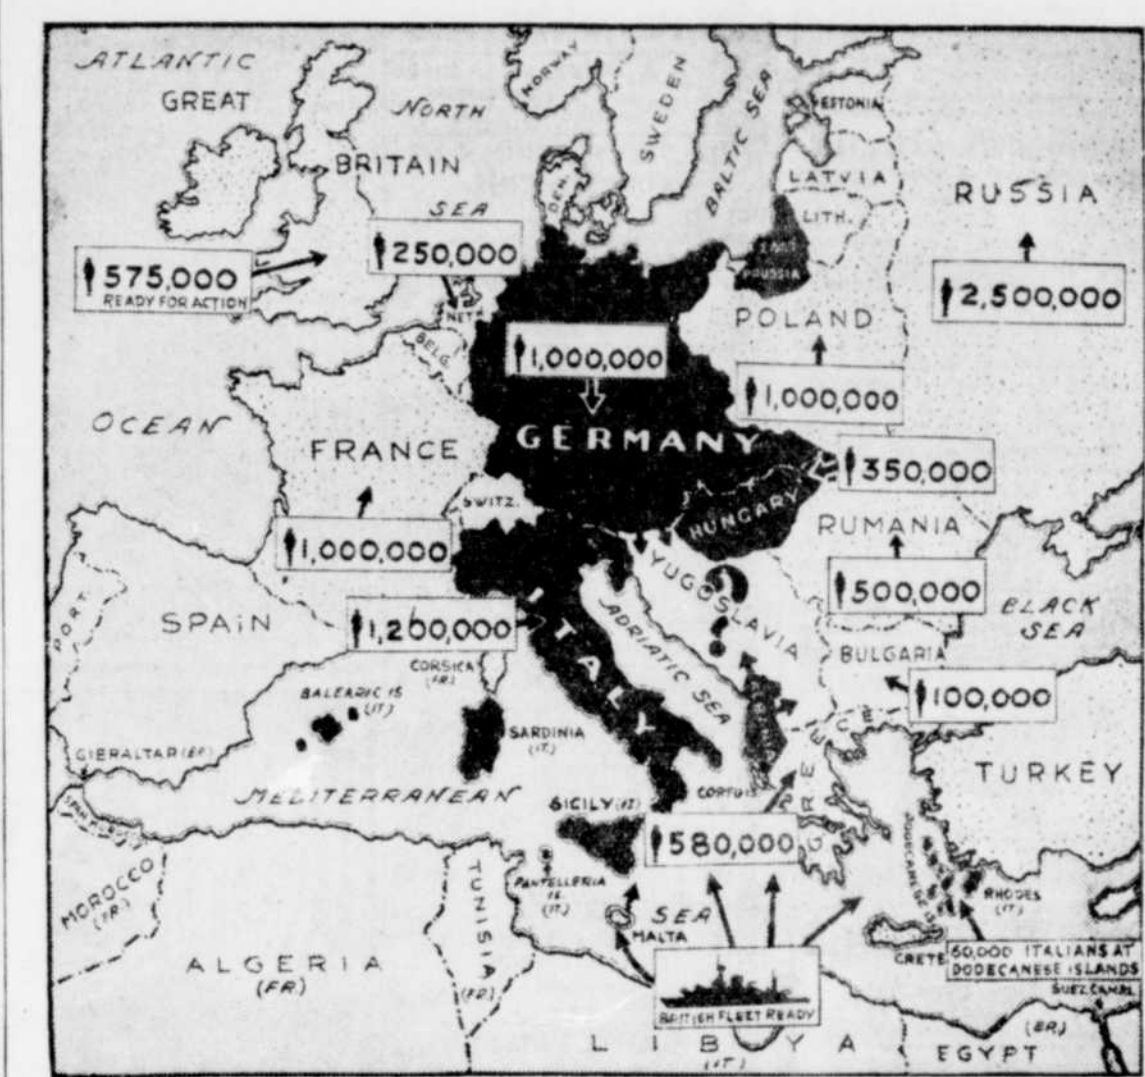 ATLANTIC
GREAT
BRITAIN
NORTH
SEA
NORWAY
SWEDEN
BALTIC SEA
ESTONIA
LATVIA
LITH.
RUSSIA
DEN.
575,000
READY FOR ACTION
250,000
NETH.
BELG.
EAST
PRUSSIA
POLAND
2,500,000
1,000,000
1,000,000
GERMANY
OCEAN
FRANCE
SWITZ.
350,000
HUNGARY
RUMANIA
1,000,000
500,000
YUGOSLAVIA
?
BLACK
SEA
PORT.
SPAIN
1,200,000
ITALY
ADRIATIC SEA
BULGARIA
100,000
CORSICA
(FR.)
BALEARIC IS
(IT.)
SARDINIA
(IT.)
GIBRALTAR (BR.)
MEDITERRANEAN
SEA
SICILY (IT.)
CORFU IS.
GREECE
TURKEY
580,000
MOROCCO
(FR.)
TUNISIA
(FR.)
PANTELLERIA
IS.
(IT.)
MALTA
DODECANESE IS
RHODES
(IT.)
CRETE
60,000 ITALIANS AT
DODECANESE ISLANDS
SUEZ CANAL
ALGERIA
(FR.)
BRITISH FLEET READY
LIBYA
(IT.)
(BR.)
EGYPT